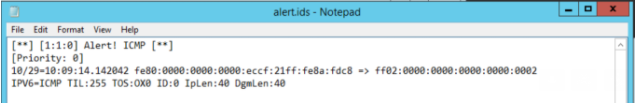 alert.ids - Notepad
File Edit Format View Help
[**] [1:1:0] Alert! ICMP [**]
[Priority: 0]
10/29=10:09:14.142042 fe80:0000:0000:0000:eccf:21ff:fe8a:fdc8 => ff02:0000:0000:0000:0000:0000:0000:0002
IPV6=ICMP TIL:255 TOS:OX0 ID:0 IpLen:40 DgmLen:40